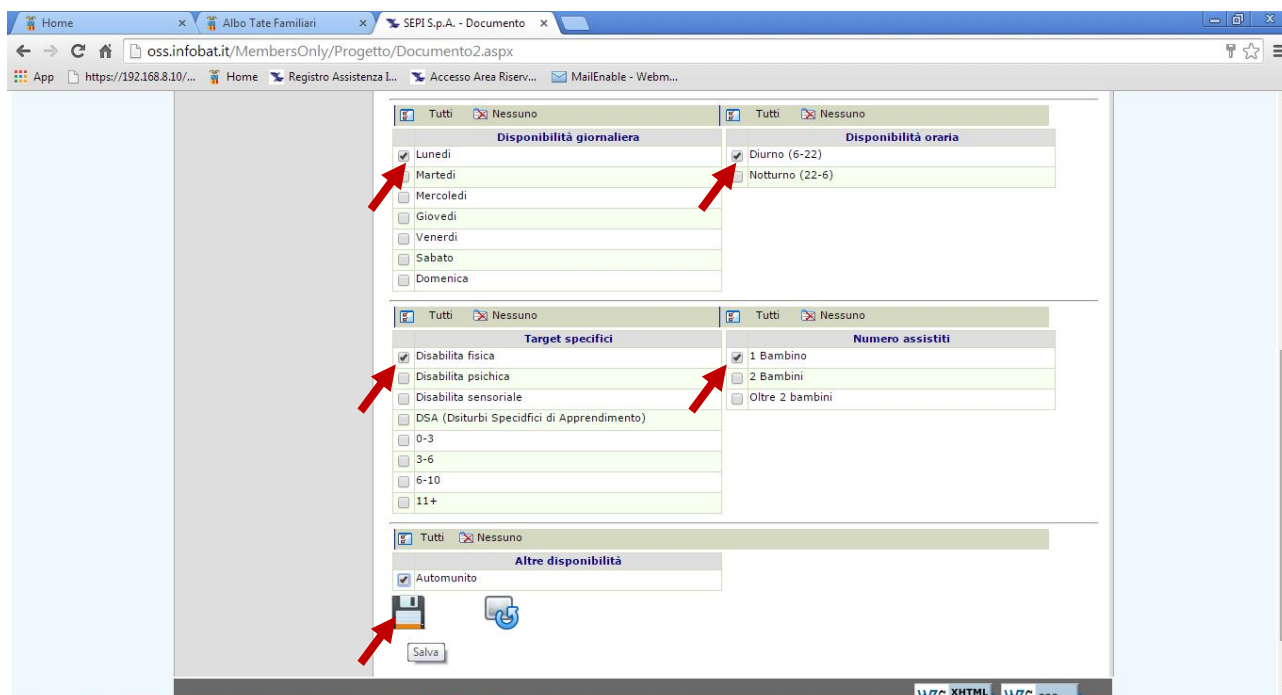 Home
Albo Tate Familiari
SEPI S.p.A. - Documento
oss.infobat.it/MembersOnly/Progetto/Documento2.aspx
App https://192.168.8.10/... Home Registro Assistenza I... Accesso Area Riserv... MailEnable - Webm...
Tutti Nessuno
Disponibilità giornaliera
Lunedi
Martedi
Mercoledi
Giovedi
Venerdi
Sabato
Domenica
Tutti Nessuno
Disponibilità oraria
Diurno (6-22)
Notturno (22-6)
Tutti Nessuno
Target specifici
Disabilita fisica
Disabilita psichica
Disabilita sensoriale
DSA (Dsiturbi Specidfici di Apprendimento)
0-3
3-6
6-10
11+
Tutti Nessuno
Numero assistiti
1 Bambino
2 Bambini
Oltre 2 bambini
Tutti Nessuno
Altre disponibilità
Automunito
Salva
W3C XHTML W3C